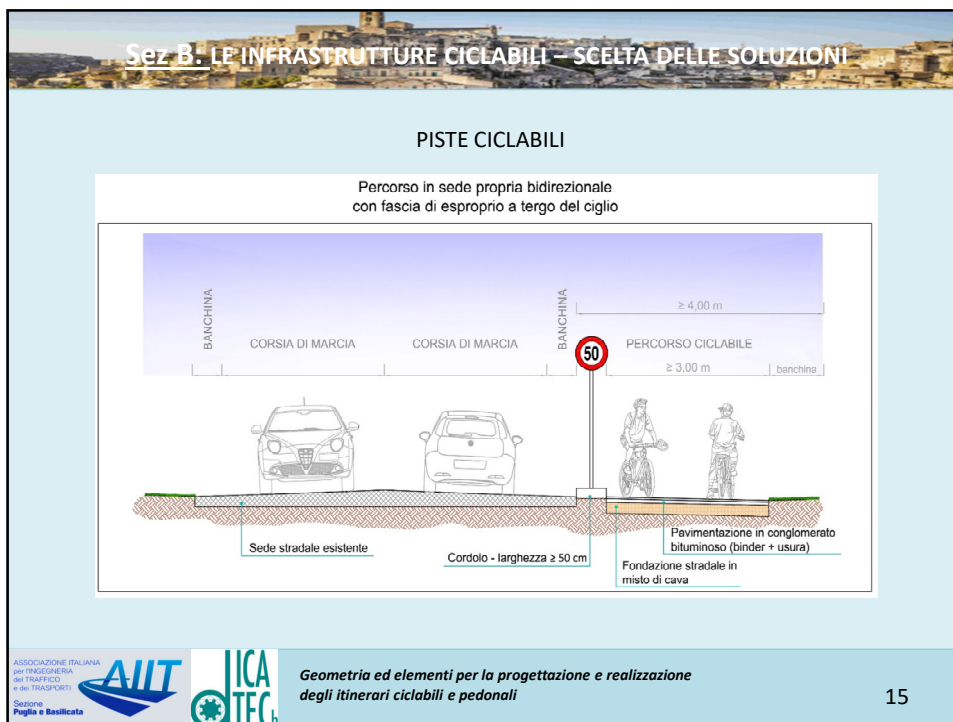 Sez B: LE INFRASTRUTTURE CICLABILI – SCELTA DELLE SOLUZIONI
PISTE CICLABILI
Percorso in sede propria bidirezionale
con fascia di esproprio a tergo del ciglio
BANCHINA
CORSIA DI MARCIA
CORSIA DI MARCIA
BANCHINA
≥ 4,00 m
PERCORSO CICLABILE
≥ 3,00 m
banchina
50
Sede stradale esistente
Cordolo - larghezza ≥ 50 cm
Pavimentazione in conglomerato
bituminoso (binder + usura)
Fondazione stradale in
misto di cava
ASSOCIAZIONE ITALIANA
per l'INGEGNERIA
del TRAFFICO
e dei TRASPORTI
Sezione
Puglia e Basilicata
AIIT
dICA
TECh
Geometria ed elementi per la progettazione e realizzazione
degli itinerari ciclabili e pedonali
15